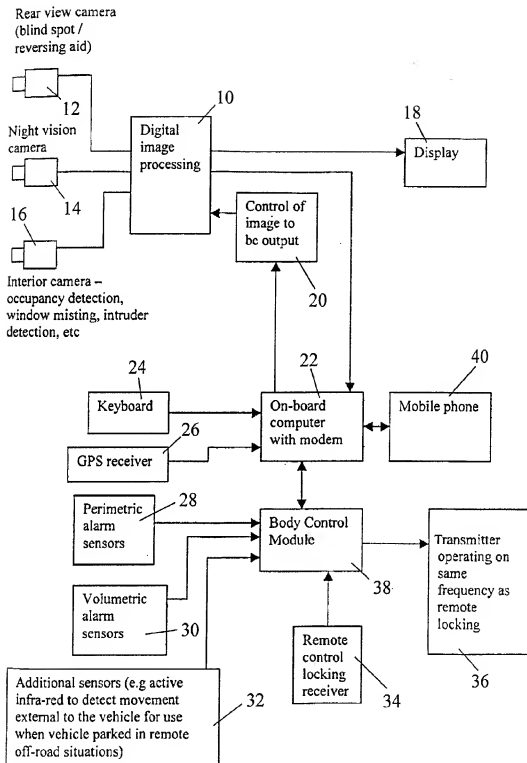 Rear view camera
(blind spot /
reversing aid)
12
10
Digital
image
processing
18
Display
Night vision
camera
14
16
Control of
image to
be output
20
Interior camera –
occupancy detection,
window misting, intruder
detection, etc
24
Keyboard
22
On-board
computer
with modem
40
Mobile phone
26
GPS receiver
28
Perimetric
alarm
sensors
Body Control
Module
38
Transmitter
operating on
same
frequency as
remote
locking
36
Volumetric
alarm
sensors
30
Remote
control
locking
receiver
34
Additional sensors (e.g active
infra-red to detect movement
external to the vehicle for use
when vehicle parked in remote
off-road situations)
32